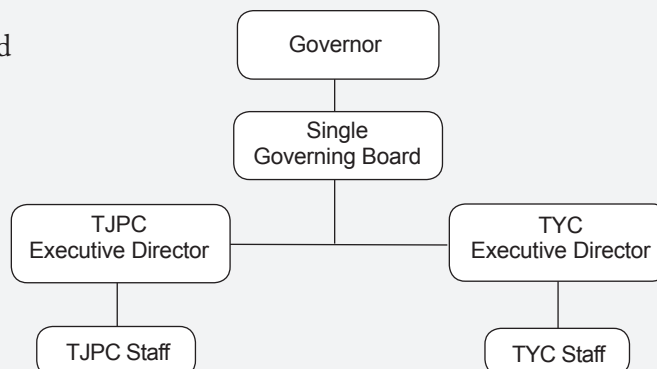 Governor
Single
Governing Board
TJPC
Executive Director
TYC
Executive Director
TJPC Staff
TYC Staff